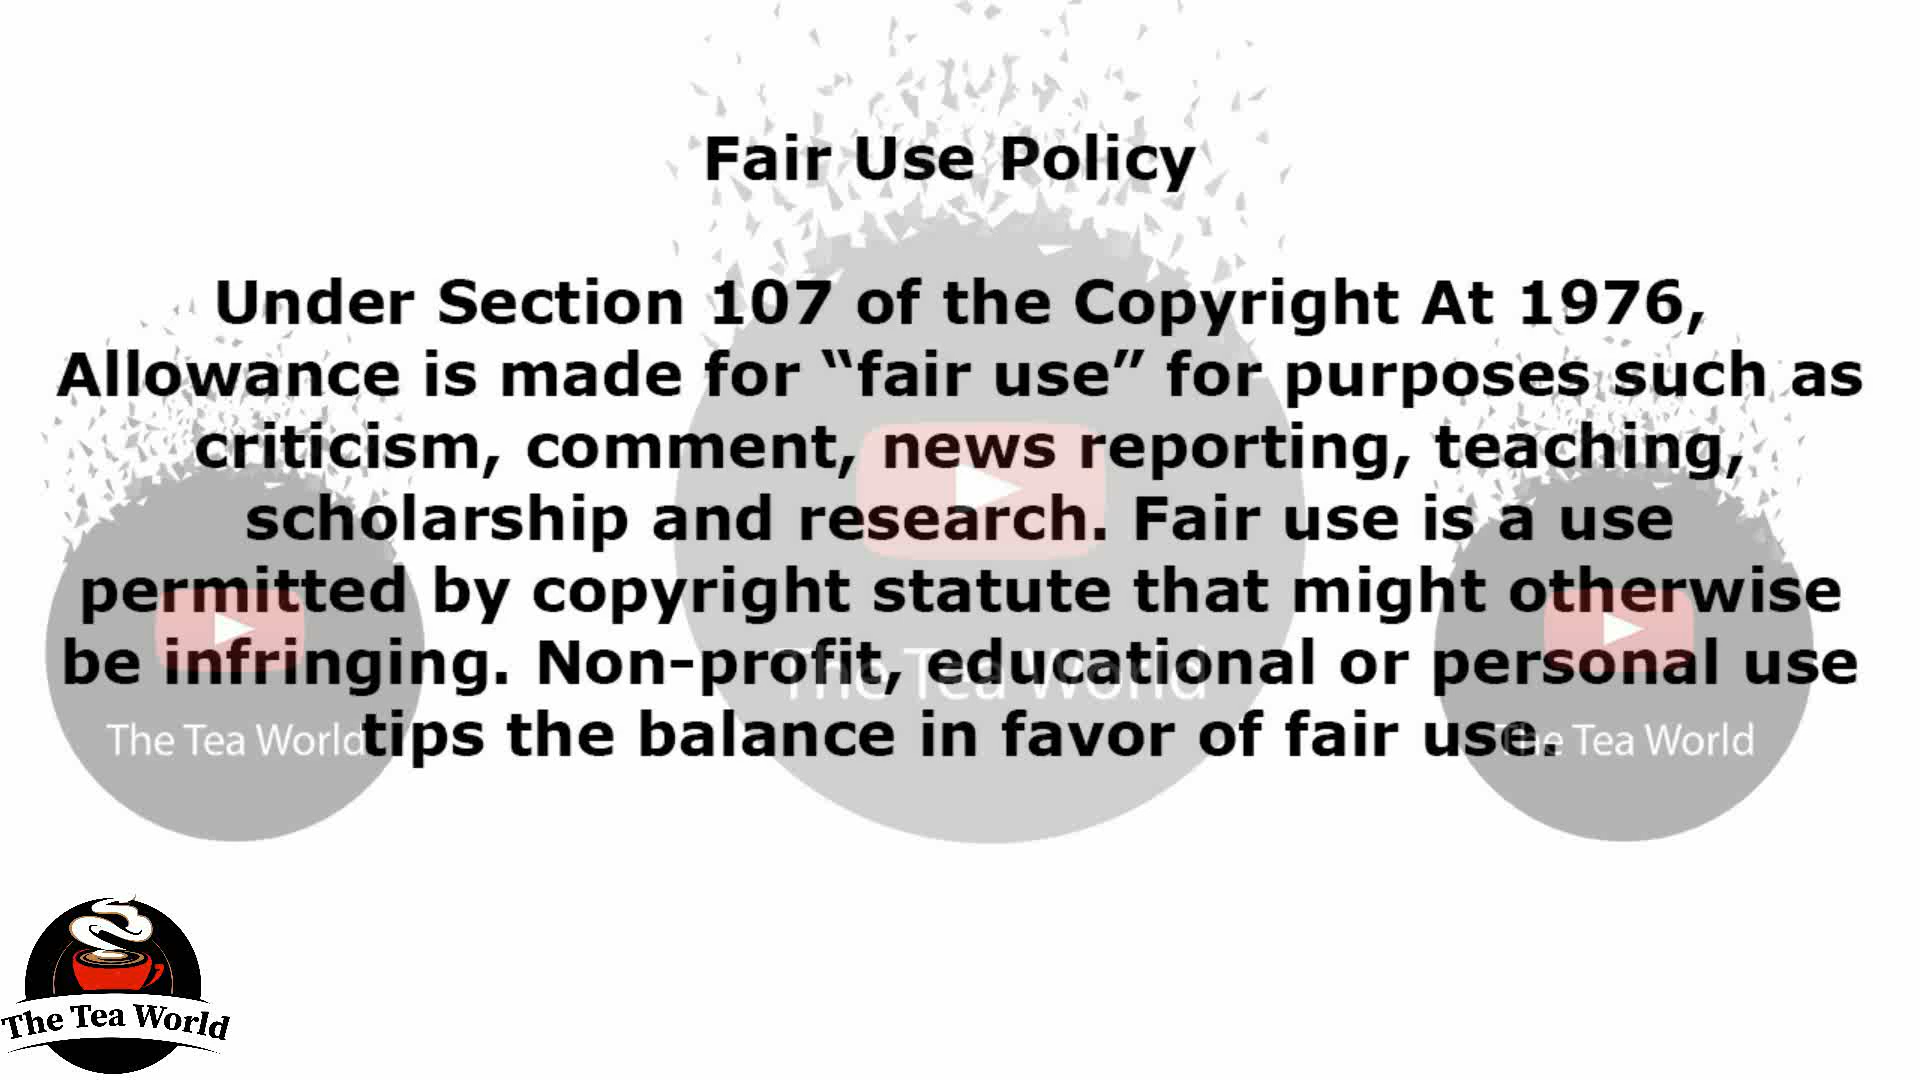 Fair Use Policy
Under Section 107 of the Copyright At 1976,
Allowance is made for “fair use” for purposes such as
criticism, comment, news reporting, teaching,
scholarship and research. Fair use is a use
permitted by copyright statute that might otherwise
be infringing. Non-profit, educational or personal use
tips the balance in favor of fair use.
The Tea World
The Tea World
The Tea World
The Tea World